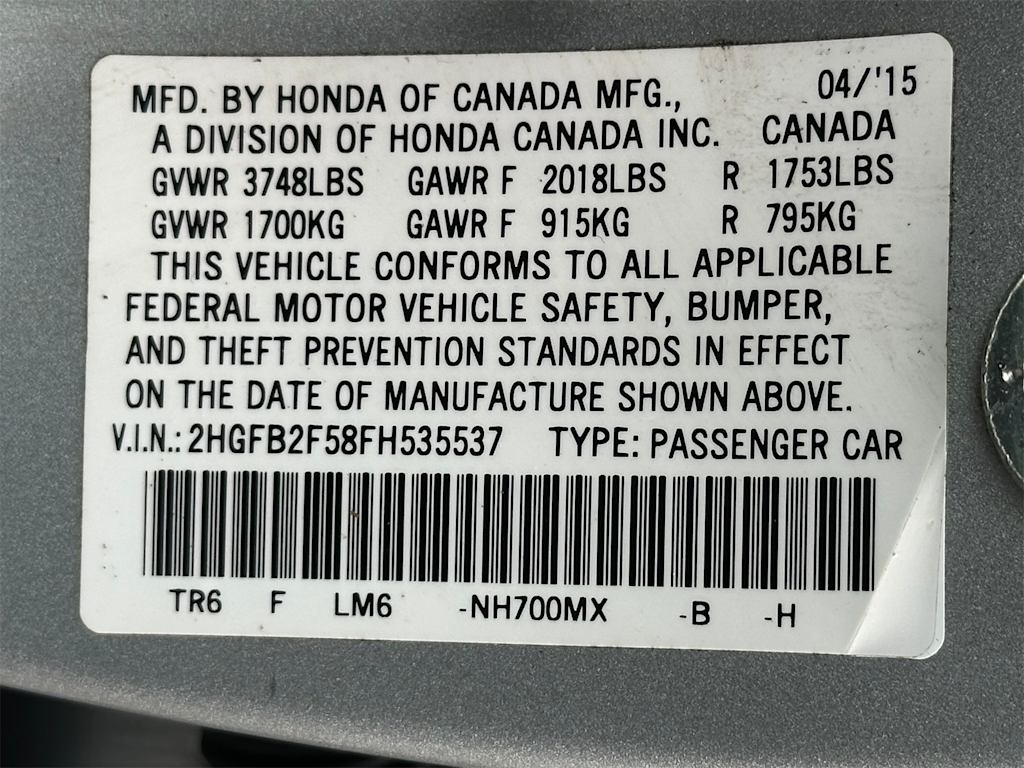 MFD. BY HONDA OF CANADA MFG., 04/'15
A DIVISION OF HONDA CANADA INC. CANADA
GVWR 3748LBS GAWR F 2018LBS R 1753LBS
GVWR 1700KG GAWR F 915KG R 795KG
THIS VEHICLE CONFORMS TO ALL APPLICABLE
FEDERAL MOTOR VEHICLE SAFETY, BUMPER,
AND THEFT PREVENTION STANDARDS IN EFFECT
ON THE DATE OF MANUFACTURE SHOWN ABOVE.
V.I.N.: 2HGFB2F58FH535537 TYPE: PASSENGER CAR
TR6 F LM6 -NH700MX -B -H